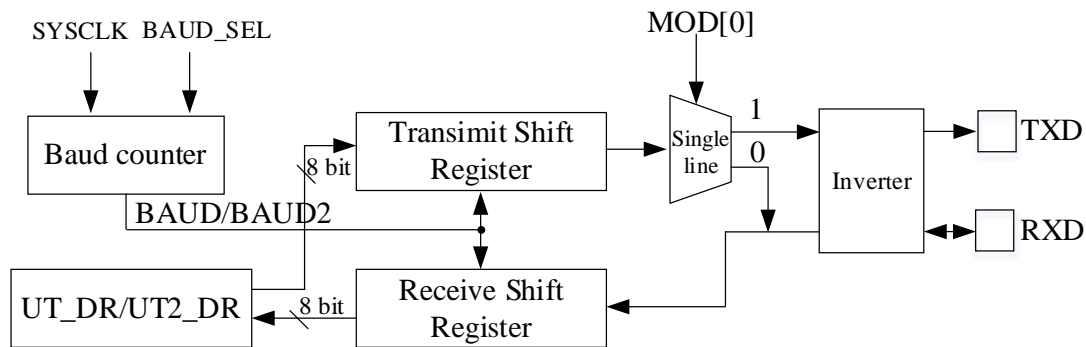 SYSCLK BAUD_SEL
MOD[0]
Baud counter
8 bit
Transimit Shift
Register
Single
line
1
0
Inverter
TXD
BAUD/BAUD2
RXD
UT_DR/UT2_DR
8 bit
Receive Shift
Register